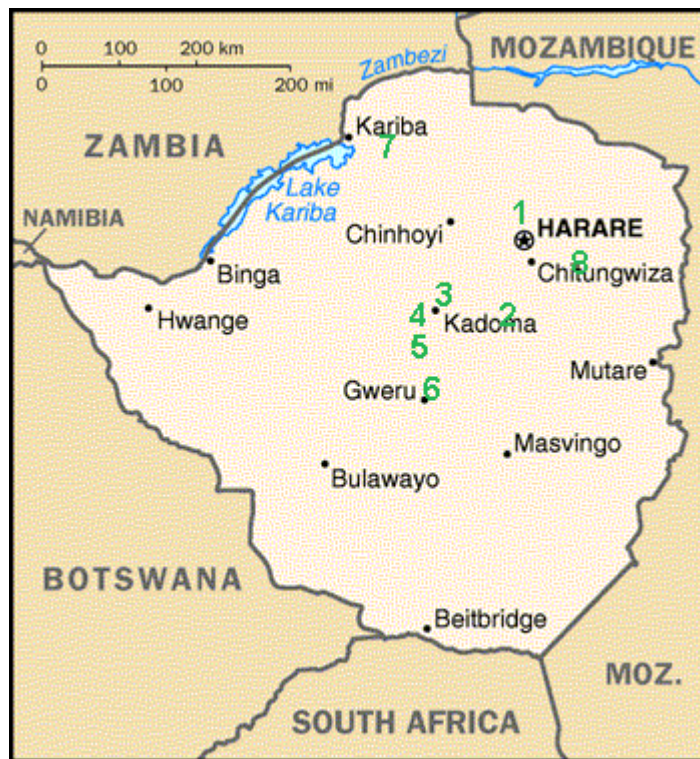 0 100 200 km
0 100 200 mi
Zambezi
MOZAMBIQUE
ZAMBIA
Kariba
7
Lake
Kariba
NAMIBIA
Chinhoyi
1
HARARE
8
Chitungwiza
Binga
Hwange
3
4
Kadoma
2
5
Mutare
Gweru
6
Masvingo
Bulawayo
BOTSWANA
Beitbridge
MOZ.
SOUTH AFRICA